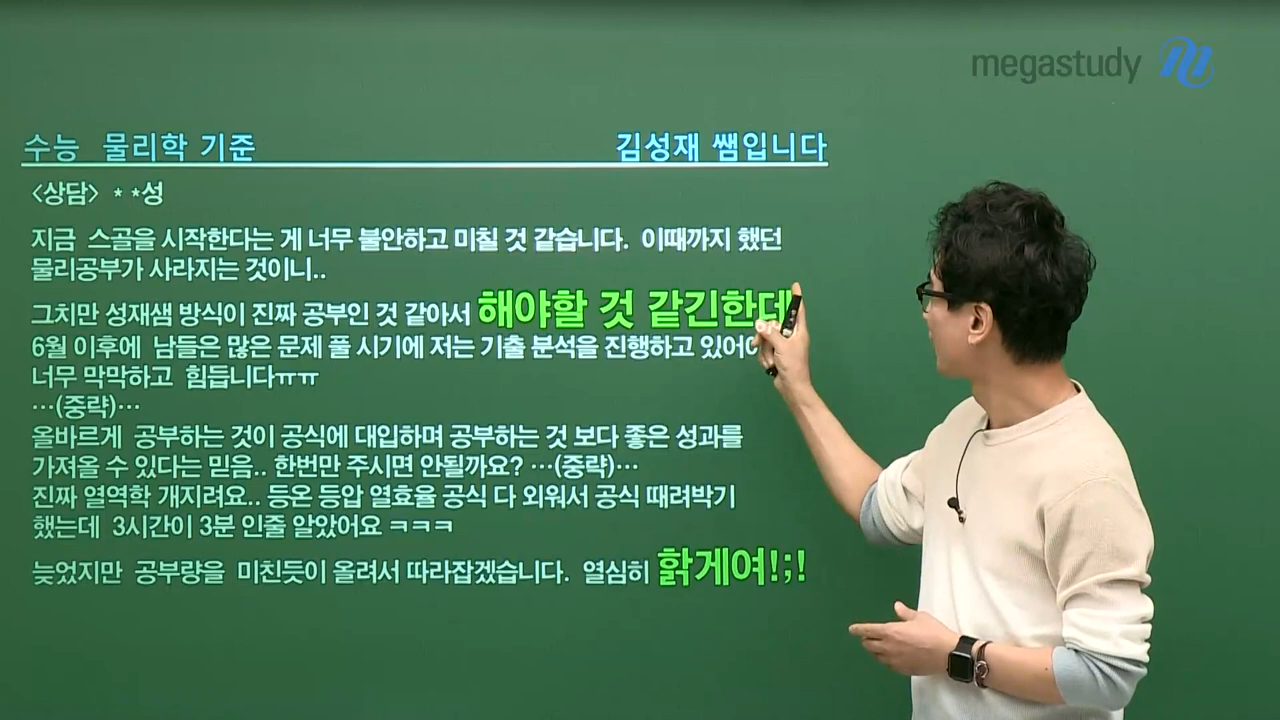 megastudy
수능 물리학 기준 김성재 쌤입니다
<상담> * *성
지금 스골을 시작한다는 게 너무 불안하고 미칠 것 같습니다. 이때까지 했던
물리공부가 사라지는 것이니..
그치만 성재샘 방식이 진짜 공부인 것 같아서 해야할 것 같긴한데
6월 이후에 남들은 많은 문제 풀 시기에 저는 기출 분석을 진행하고 있어
너무 막막하고 힘듭니다ㅠㅠ
…(중략)…
올바르게 공부하는 것이 공식에 대입하며 공부하는 것 보다 좋은 성과를
가져올 수 있다는 믿음.. 한번만 주시면 안될까요? …(중략)…
진짜 열역학 개지려요.. 등온 등압 열효율 공식 다 외워서 공식 때려박기
했는데 3시간이 3분 인줄 알았어요 ㅋㅋㅋ
늦었지만 공부량을 미친듯이 올려서 따라잡겠습니다. 열심히 핡게여!;!